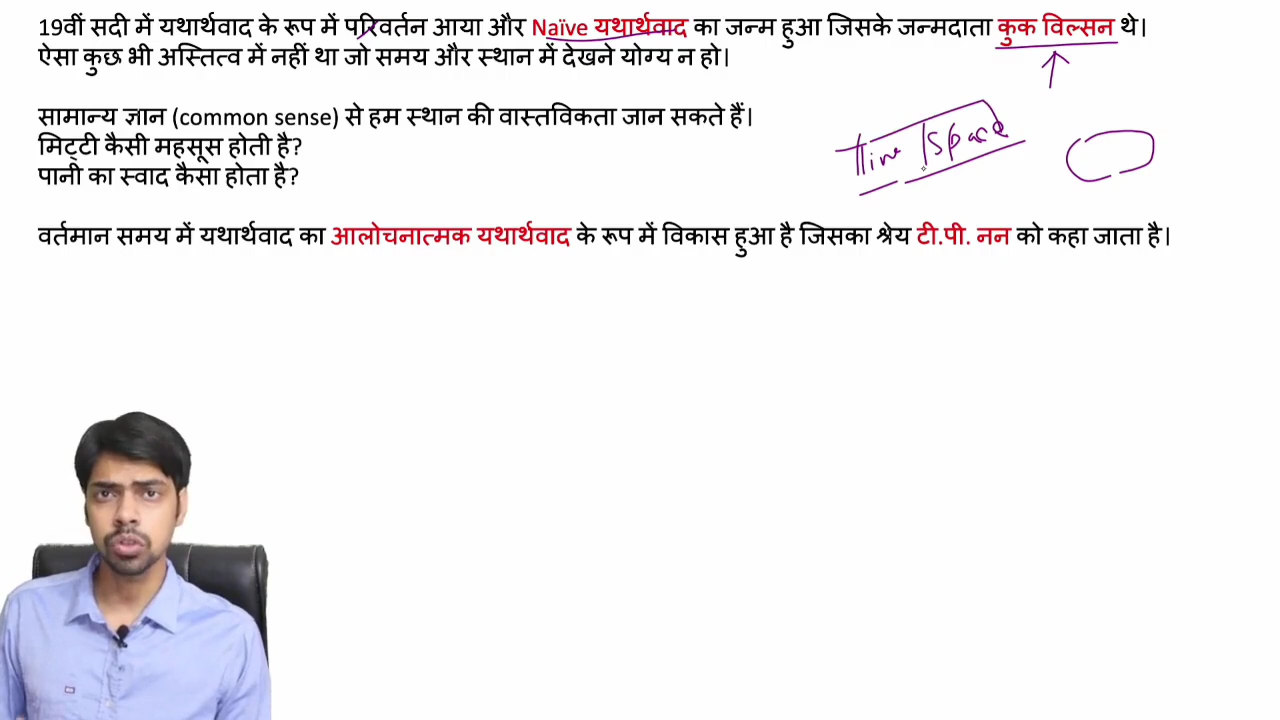 19वीं सदी में यथार्थवाद के रूप में परिवर्तन आया और Naïve यथार्थवाद का जन्म हुआ जिसके जन्मदाता कुक विल्सन थे।
ऐसा कुछ भी अस्तित्व में नहीं था जो समय और स्थान में देखने योग्य न हो।
Time / Space
सामान्य ज्ञान (common sense) से हम स्थान की वास्तविकता जान सकते हैं।
मिट्टी कैसी महसूस होती है?
पानी का स्वाद कैसा होता है?
वर्तमान समय में यथार्थवाद का आलोचनात्मक यथार्थवाद के रूप में विकास हुआ है जिसका श्रेय टी.पी. नन को कहा जाता है।